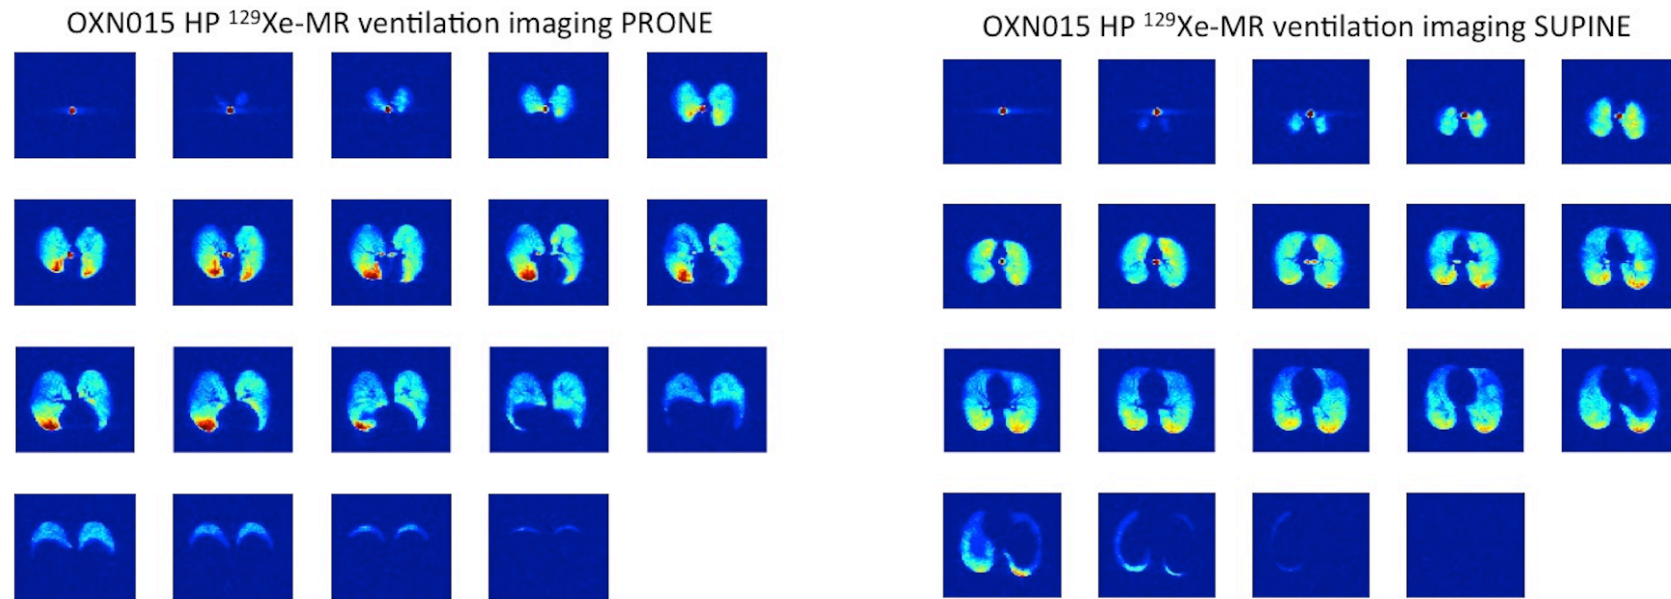 OXN015 HP ¹²⁹Xe-MR ventilation imaging PRONE
OXN015 HP ¹²⁹Xe-MR ventilation imaging SUPINE